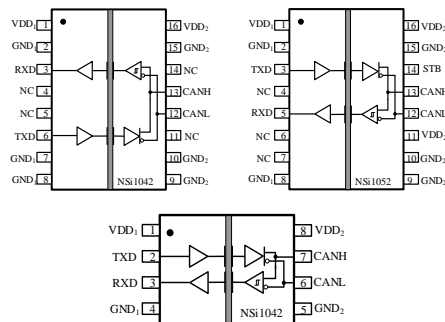 VDD₁ 1 16 VDD₂
GND₁ 2 15 GND₂
RXD 3 14 NC
NC 4 13 CANH
NC 5 12 CANL
TXD 6 11 NC
GND₁ 7 10 GND₂
GND₁ 8 NSi1042 9 GND₂
VDD₁ 1 16 VDD₂
GND₁ 2 15 GND₂
TXD 3 14 STB
NC 4 13 CANH
RXD 5 12 CANL
NC 6 11 VDD₂
NC 7 10 GND₂
GND₁ 8 NSi1052 9 GND₂
VDD₁ 1 8 VDD₂
TXD 2 7 CANH
RXD 3 6 CANL
GND₁ 4 NSi1042 5 GND₂